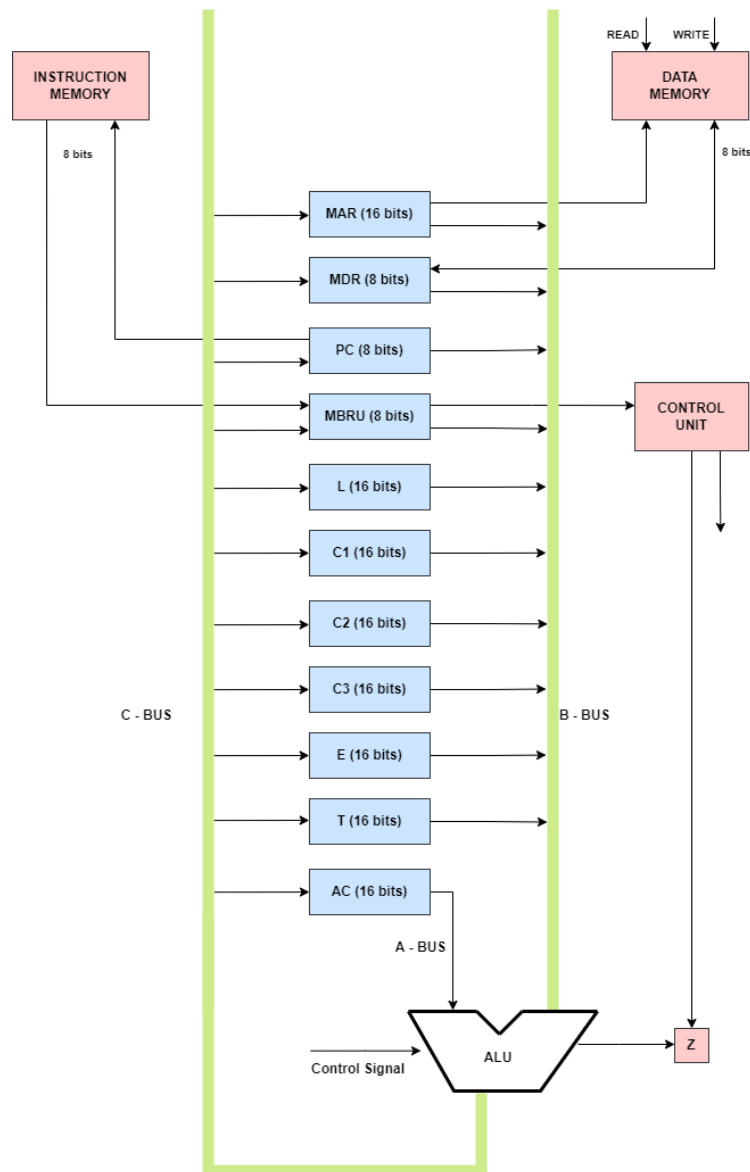 READ WRITE
INSTRUCTION
MEMORY
DATA
MEMORY
8 bits
8 bits
MAR (16 bits)
MDR (8 bits)
PC (8 bits)
MBRU (8 bits)
CONTROL
UNIT
L (16 bits)
C1 (16 bits)
C2 (16 bits)
C3 (16 bits)
C - BUS
B - BUS
E (16 bits)
T (16 bits)
AC (16 bits)
A - BUS
ALU
Z
Control Signal